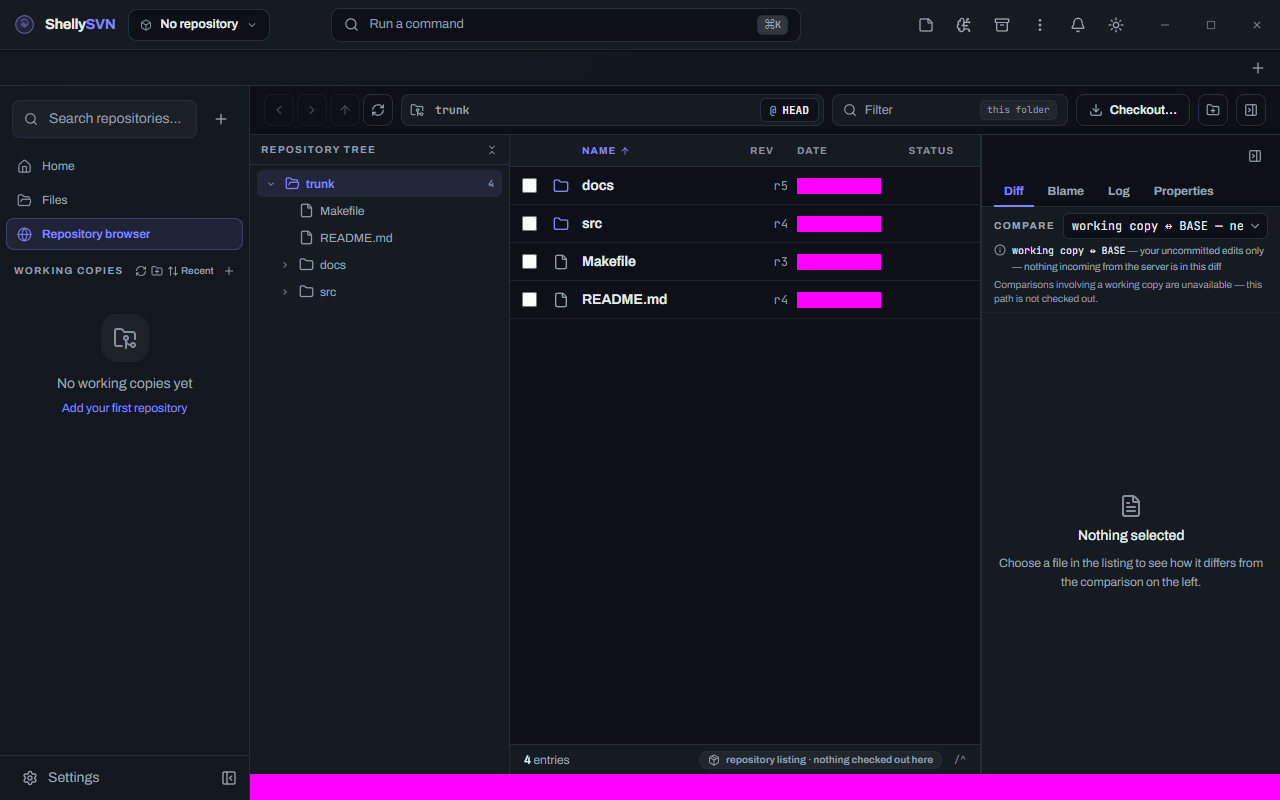 ShellySVN
No repository
Run a command
⌘K
Search repositories...
trunk
@ HEAD
Filter
this folder
Checkout...
Home
Files
Repository browser
WORKING COPIES
Recent
No working copies yet
Add your first repository
Settings
REPOSITORY TREE
trunk
4
Makefile
README.md
docs
src
NAME
REV
DATE
STATUS
docs
r5
src
r4
Makefile
r3
README.md
r4
4 entries
repository listing · nothing checked out here
/^
Diff
Blame
Log
Properties
COMPARE
working copy ⇔ BASE — ne
working copy ⇔ BASE — your uncommitted edits only
— nothing incoming from the server is in this diff
Comparisons involving a working copy are unavailable — this
path is not checked out.
Nothing selected
Choose a file in the listing to see how it differs from
the comparison on the left.